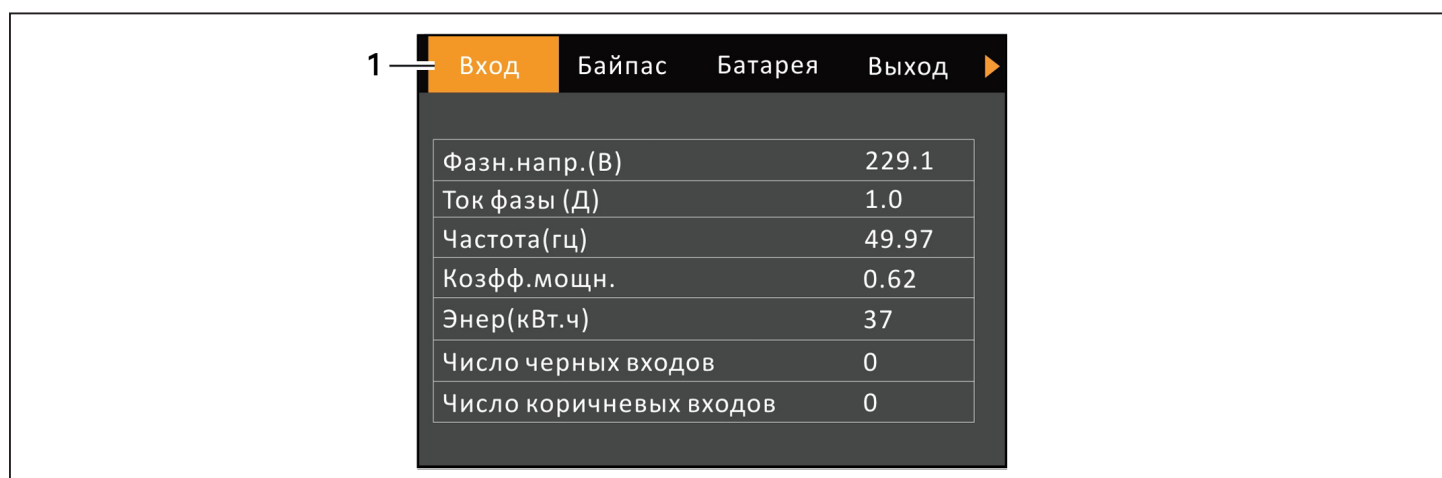 1
Вход Байпас Батарея Выход
Фазн.напр.(В) 229.1
Ток фазы (Д) 1.0
Частота(гц) 49.97
Козфф.мощн. 0.62
Энер(кВт.ч) 37
Число черных входов 0
Число коричневых входов 0